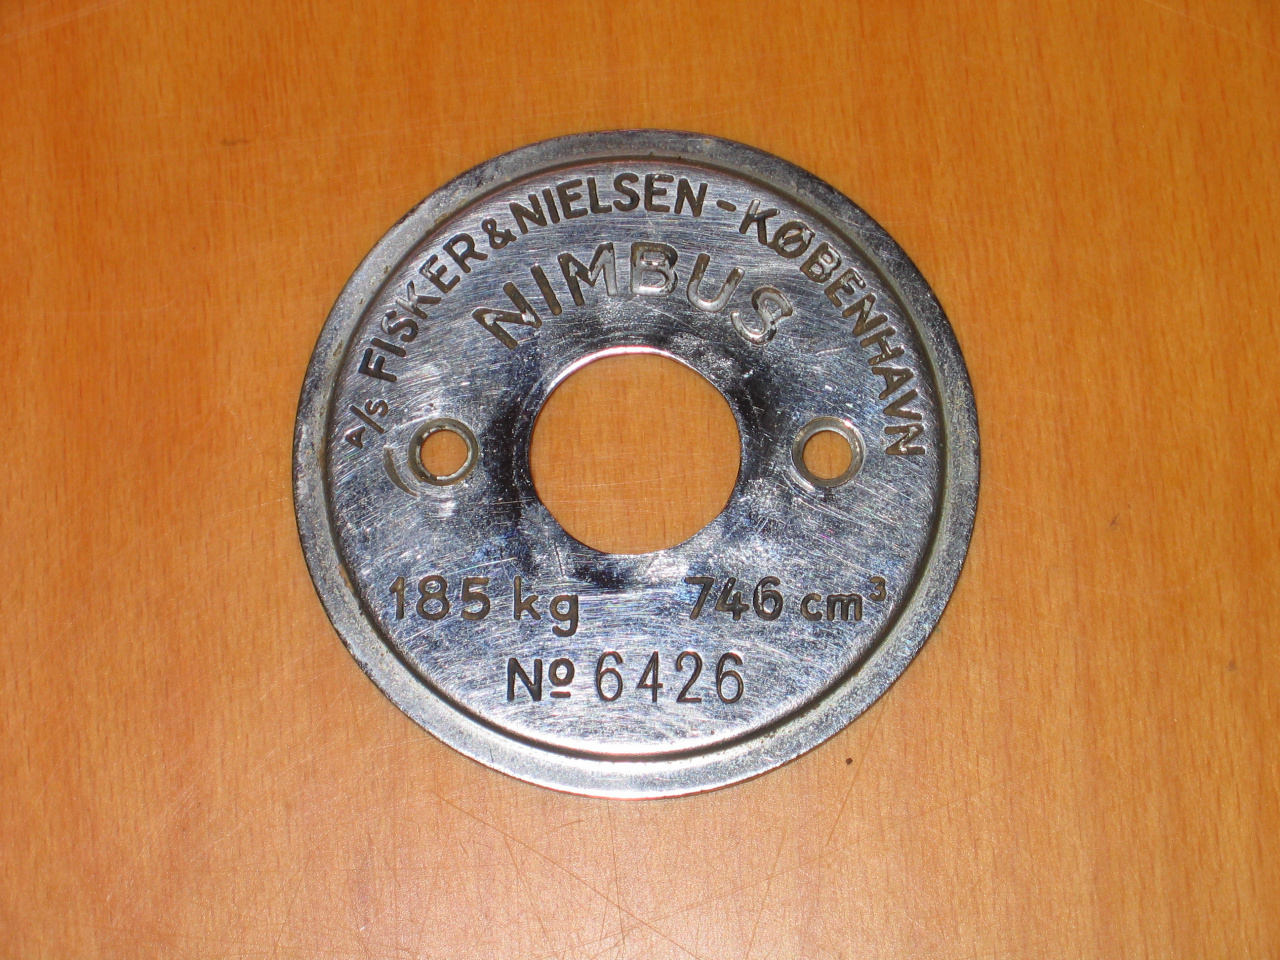 A/S FISKER & NIELSEN - KØBENHAVN
NIMBUS
185 kg 746 cm³
Nº 6426